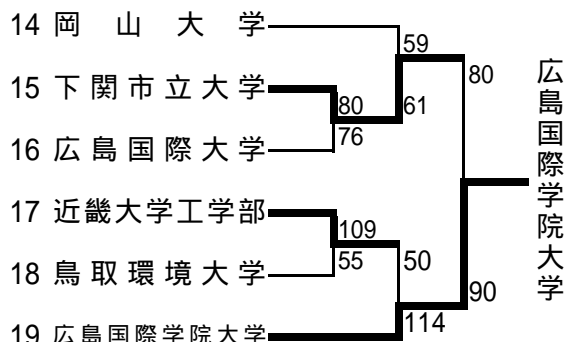 14 岡山大学
59
80
15 下関市立大学
80
61
76
16 広島国際大学
広島国際学院大学
17 近畿大学工学部
109
55
50
18 鳥取環境大学
90
114
19 広島国際学院大学